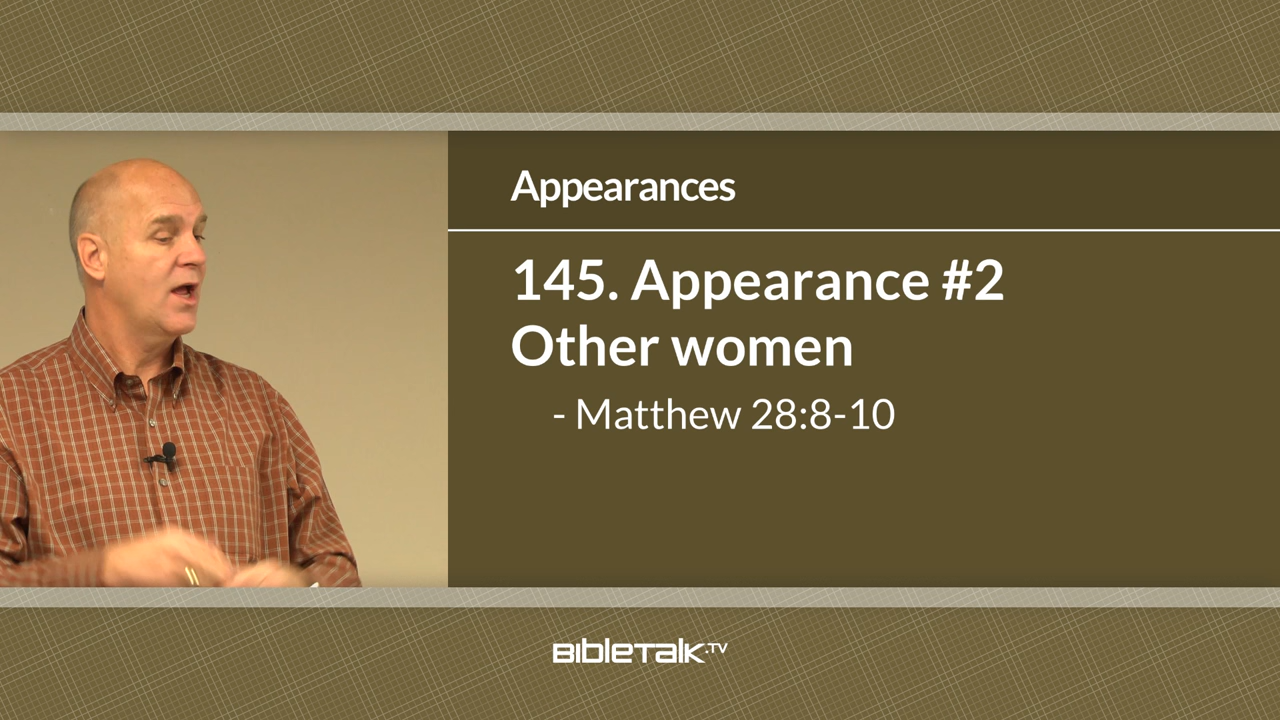 Appearances
145. Appearance #2
Other women
- Matthew 28:8-10
BIBLETALK.TV